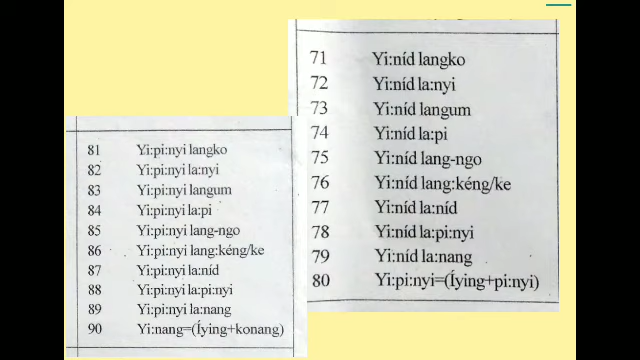 71 Yi:níd langko
72 Yi:níd la:nyi
73 Yi:níd langum
74 Yi:níd la:pi
75 Yi:níd lang-ngo
76 Yi:níd lang:kéng/ke
77 Yi:níd la:níd
78 Yi:níd la:pi:nyi
79 Yi:níd la:nang
80 Yi:pi:nyi=(Íying+pi:nyi)
81 Yi:pi:nyi langko
82 Yi:pi:nyi la:nyi
83 Yi:pi:nyi langum
84 Yi:pi:nyi la:pi
85 Yi:pi:nyi lang-ngo
86 Yi:pi:nyi lang:kéng/ke
87 Yi:pi:nyi la:níd
88 Yi:pi:nyi la:pi:nyi
89 Yi:pi:nyi la:nang
90 Yi:nang=(Íying+konang)